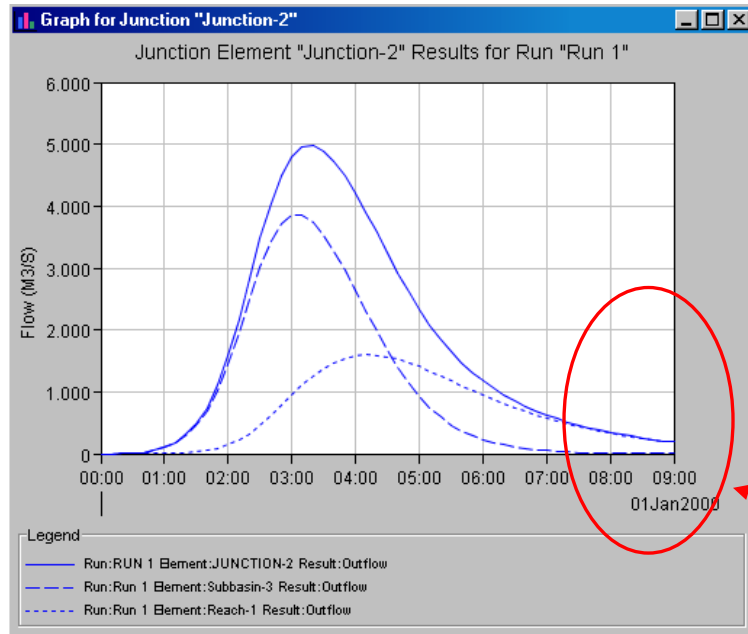 Graph for Junction "Junction-2"
Junction Element "Junction-2" Results for Run "Run 1"
6.000
5.000
4.000
3.000
2.000
1.000
0
Flow (M3/S)
00:00 01:00 02:00 03:00 04:00 05:00 06:00 07:00 08:00 09:00
01Jan2000
Legend
Run:RUN 1 Element:JUNCTION-2 Result:Outflow
Run:Run 1 Element:Subbasin-3 Result:Outflow
Run:Run 1 Element:Reach-1 Result:Outflow